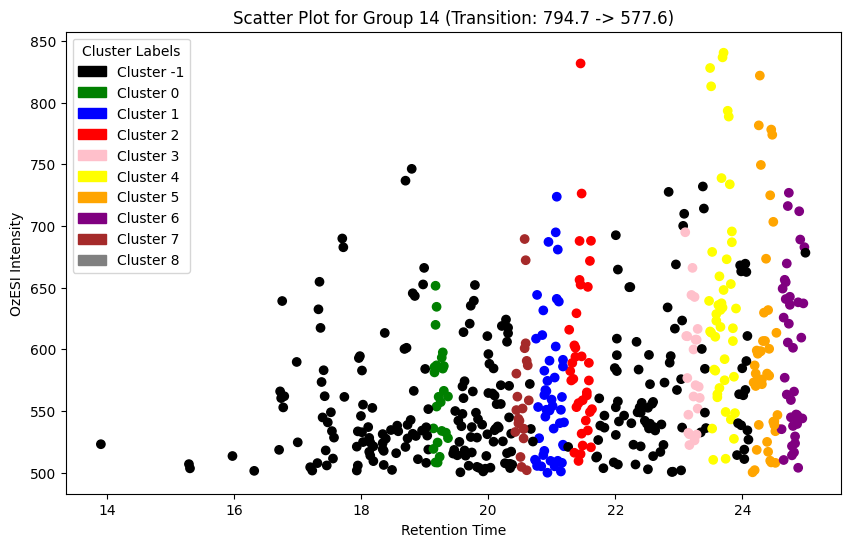 Scatter Plot for Group 14 (Transition: 794.7 -> 577.6)
Cluster Labels
Cluster -1
Cluster 0
Cluster 1
Cluster 2
Cluster 3
Cluster 4
Cluster 5
Cluster 6
Cluster 7
Cluster 8
OzESI Intensity
850
800
750
700
650
600
550
500
14 16 18 20 22 24
Retention Time